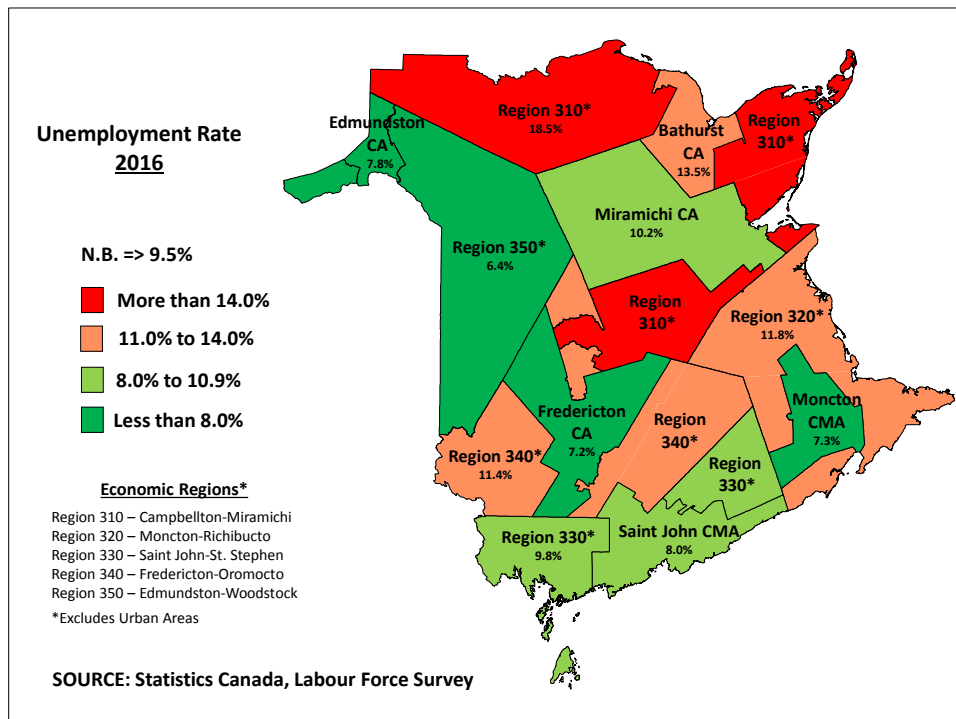 Unemployment Rate
2016
N.B. => 9.5%
More than 14.0%
11.0% to 14.0%
8.0% to 10.9%
Less than 8.0%
Economic Regions*
Region 310 – Campbellton-Miramichi
Region 320 – Moncton-Richibucto
Region 330 – Saint John-St. Stephen
Region 340 – Fredericton-Oromocto
Region 350 – Edmundston-Woodstock
*Excludes Urban Areas
SOURCE: Statistics Canada, Labour Force Survey
Edmundston
CA
7.8%
Region 310*
18.5%
Bathurst
CA
13.5%
Region
310*
Miramichi CA
10.2%
Region 350*
6.4%
Region
310*
Region 320*
11.8%
Fredericton
CA
7.2%
Region
340*
Moncton
CMA
7.3%
Region 340*
11.4%
Region
330*
Region 330*
9.8%
Saint John CMA
8.0%